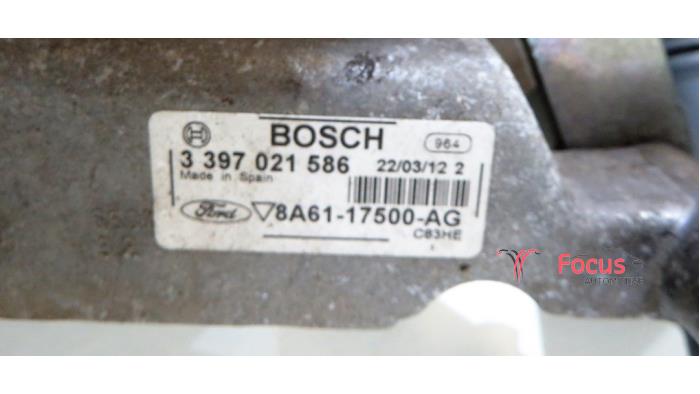 BOSCH
964
3 397 021 586
22/03/12 2
Made in Spain
Ford
8A61-17500-AG
C83HE
Focus
AUTOMOTIVE